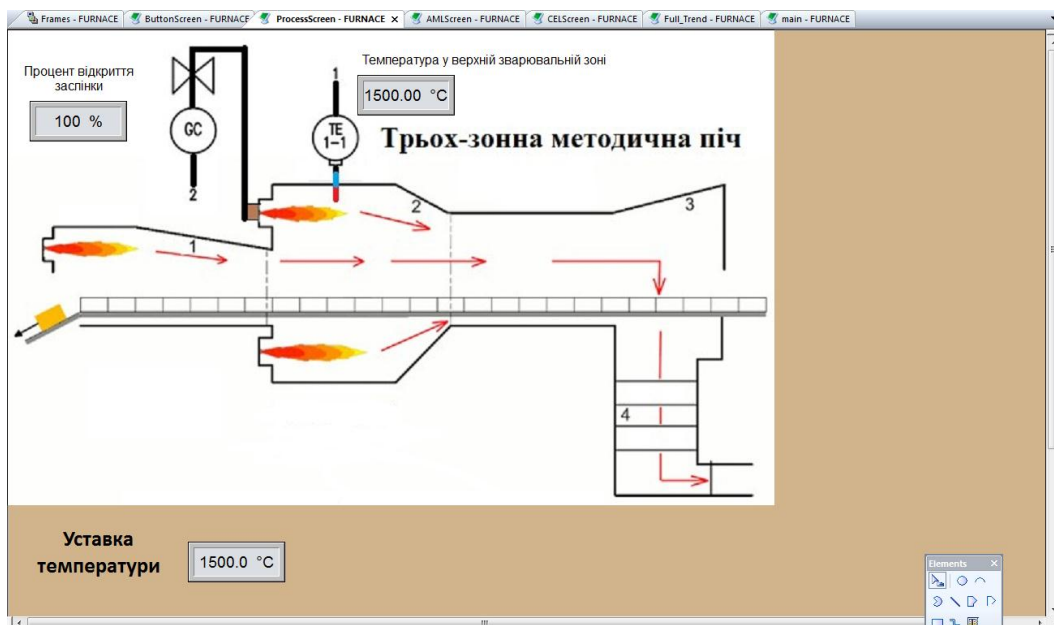 Frames - FURNACE
ButtonScreen - FURNACE
ProcessScreen - FURNACE
AMLScreen - FURNACE
CELScreen - FURNACE
Full_Trend - FURNACE
main - FURNACE
Процент відкриття
заслінки
100 %
Температура у верхній зварювальній зоні
1500.00 °C
GC
2
1
TE
1-1
Трьох-зонна методична піч
1
2
3
4
Уставка
температури
1500.0 °C
Elements